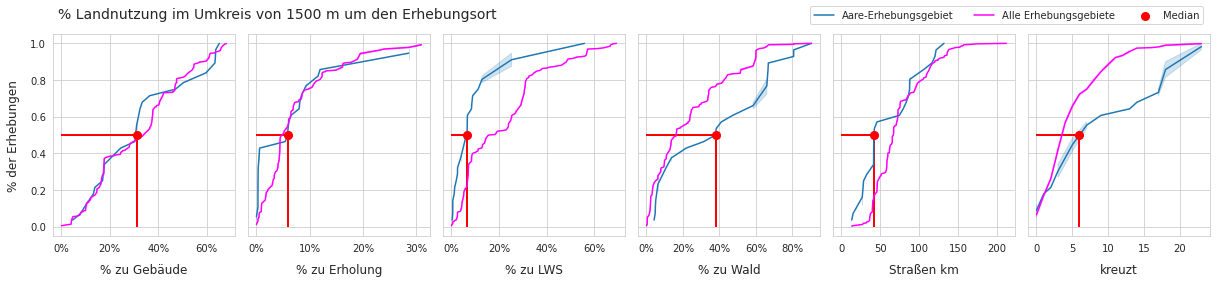 % Landnutzung im Umkreis von 1500 m um den Erhebungsort
Aare-Erhebungsgebiet Alle Erhebungsgebiete Median
% der Erhebungen
1.0
0.8
0.6
0.4
0.2
0.0
0% 20% 40% 60%
% zu Gebäude
0% 10% 20% 30%
% zu Erholung
0% 20% 40% 60%
% zu LWS
0% 20% 40% 60% 80%
% zu Wald
0 50 100 150 200
Straßen km
0 5 10 15 20
kreuzt